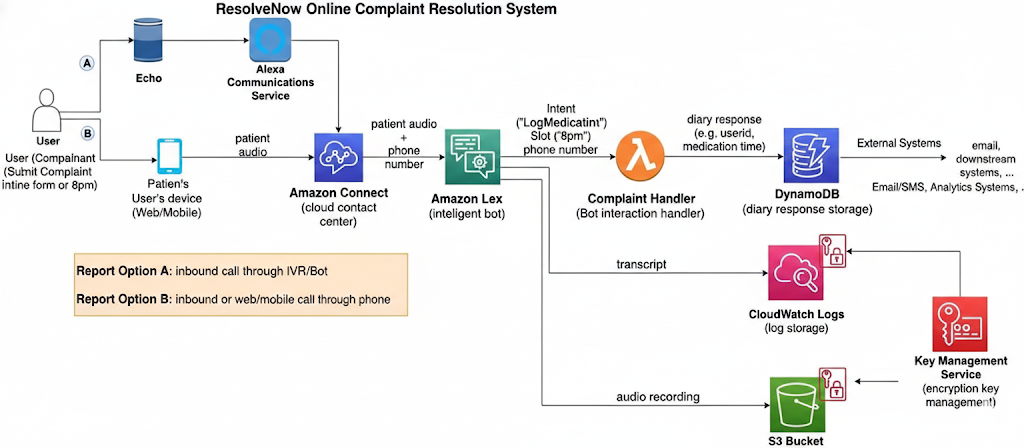 ResolveNow Online Complaint Resolution System
A
Echo
Alexa
Communications
Service
User
User (Compainant
(Submit Complaint
intine form or 8pm)
B
Patien's
User's device
(Web/Mobile)
patient
audio
Amazon Connect
(cloud contact
center)
patient audio
+
phone
number
Amazon Lex
(inteligent bot)
Intent
("LogMedicatint")
Slot ("8pm")
phone number
Complaint Handler
(Bot interaction handler)
diary response
(e.g. userid,
medication time)
DynamoDB
(diary response storage)
External Systems
email,
downstream
systems, ...
Email/SMS, Analytics Systems, .
Report Option A: inbound call through IVR/Bot
Report Option B: inbound or web/mobile call through phone
transcript
CloudWatch Logs
(log storage)
Key Management
Service
(encryption key
management)
audio recording
S3 Bucket